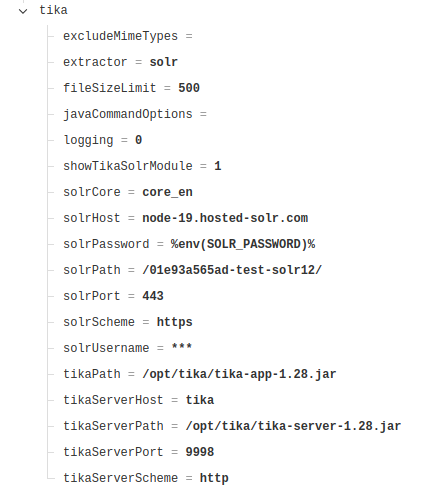 tika
excludeMimeTypes =
extractor = solr
fileSizeLimit = 500
javaCommandOptions =
logging = 0
showTikaSolrModule = 1
solrCore = core_en
solrHost = node-19.hosted-solr.com
solrPassword = %env(SOLR_PASSWORD)%
solrPath = /01e93a565ad-test-solr12/
solrPort = 443
solrScheme = https
solrUsername = ***
tikaPath = /opt/tika/tika-app-1.28.jar
tikaServerHost = tika
tikaServerPath = /opt/tika/tika-server-1.28.jar
tikaServerPort = 9998
tikaServerScheme = http